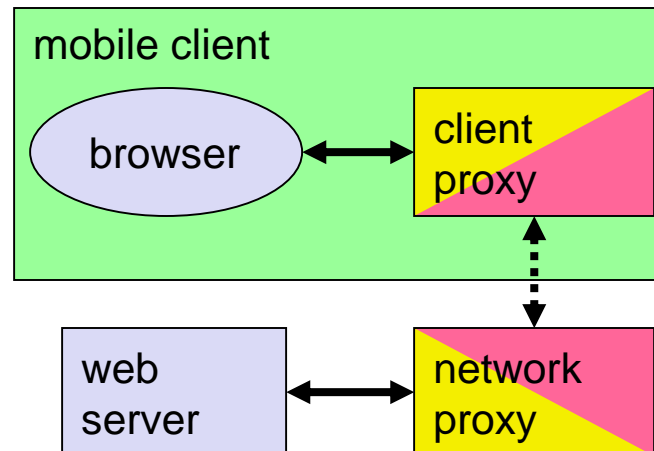 mobile client
browser
client
proxy
web
server
network
proxy